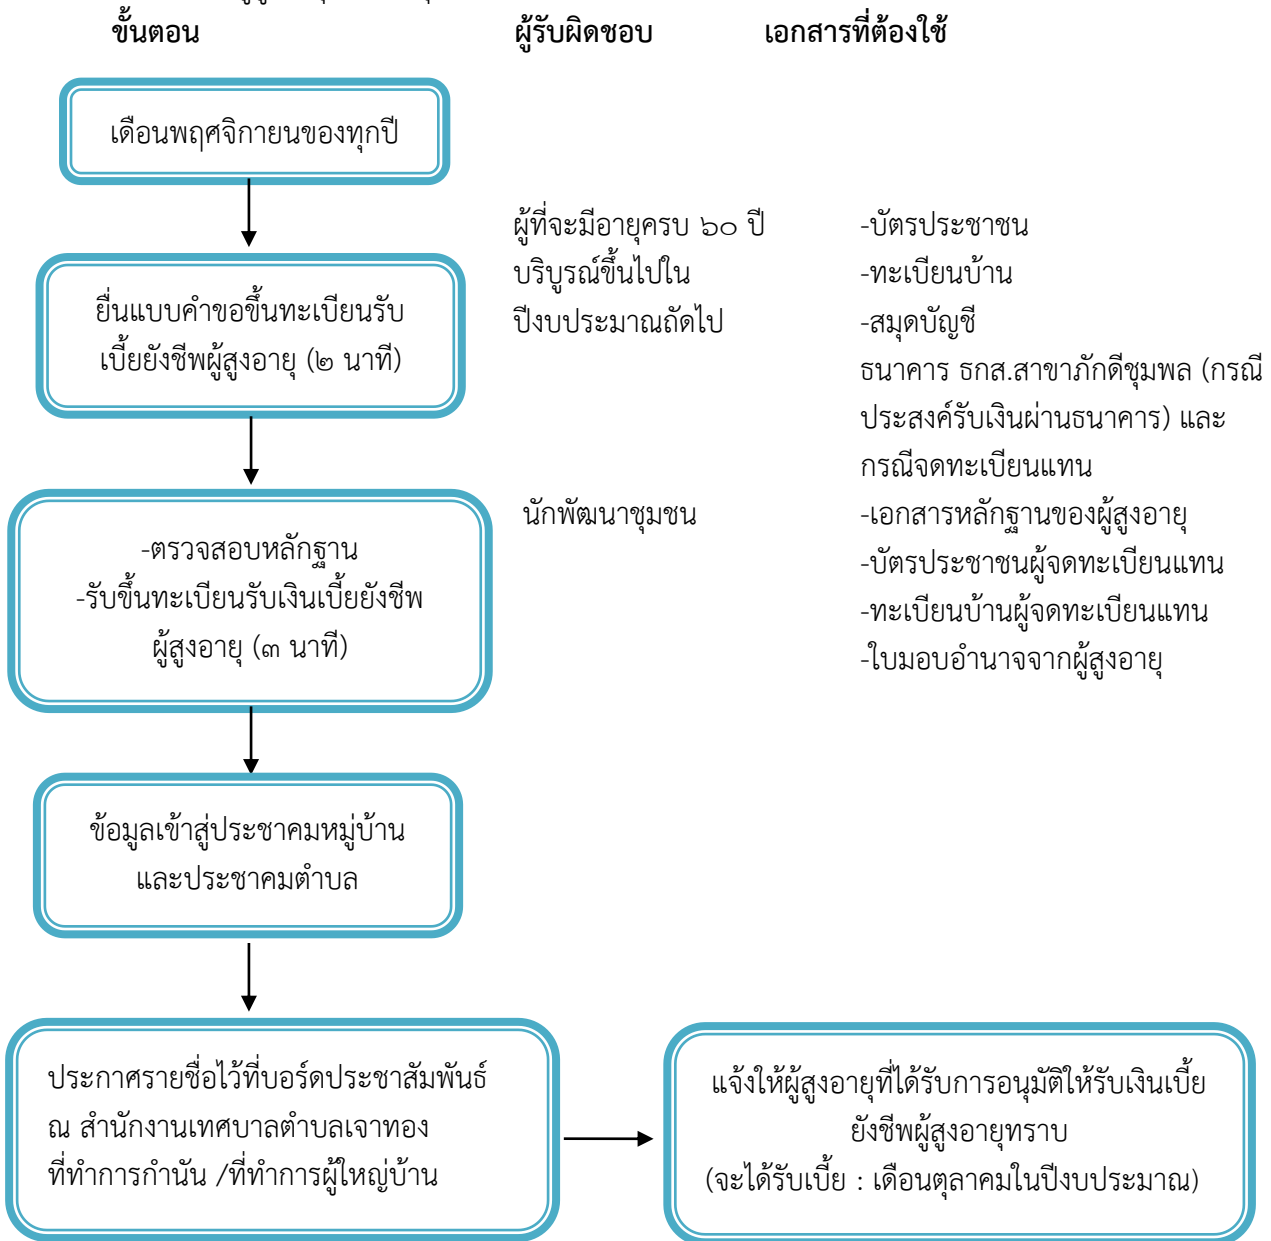 ขั้นตอน ผู้รับผิดชอบ เอกสารที่ต้องใช้
เดือนพฤศจิกายนของทุกปี
ยื่นแบบคำขอขึ้นทะเบียนรับ
เบี้ยยังชีพผู้สูงอายุ (๒ นาที)
ผู้ที่จะมีอายุครบ ๖๐ ปี
บริบูรณ์ขึ้นไปใน
ปีงบประมาณถัดไป
-บัตรประชาชน
-ทะเบียนบ้าน
-สมุดบัญชี
ธนาคาร ธกส.สาขาภักดีชุมพล (กรณี
ประสงค์รับเงินผ่านธนาคาร) และ
กรณีจดทะเบียนแทน
-ตรวจสอบหลักฐาน
-รับขึ้นทะเบียนรับเงินเบี้ยยังชีพ
ผู้สูงอายุ (๓ นาที)
นักพัฒนาชุมชน
-เอกสารหลักฐานของผู้สูงอายุ
-บัตรประชาชนผู้จดทะเบียนแทน
-ทะเบียนบ้านผู้จดทะเบียนแทน
-ใบมอบอำนาจจากผู้สูงอายุ
ข้อมูลเข้าสู่ประชาคมหมู่บ้าน
และประชาคมตำบล
ประกาศรายชื่อไว้ที่บอร์ดประชาสัมพันธ์
ณ สำนักงานเทศบาลตำบลเจาทอง
ที่ทำการกำนัน /ที่ทำการผู้ใหญ่บ้าน
แจ้งให้ผู้สูงอายุที่ได้รับการอนุมัติให้รับเงินเบี้ย
ยังชีพผู้สูงอายุทราบ
(จะได้รับเบี้ย : เดือนตุลาคมในปีงบประมาณ)